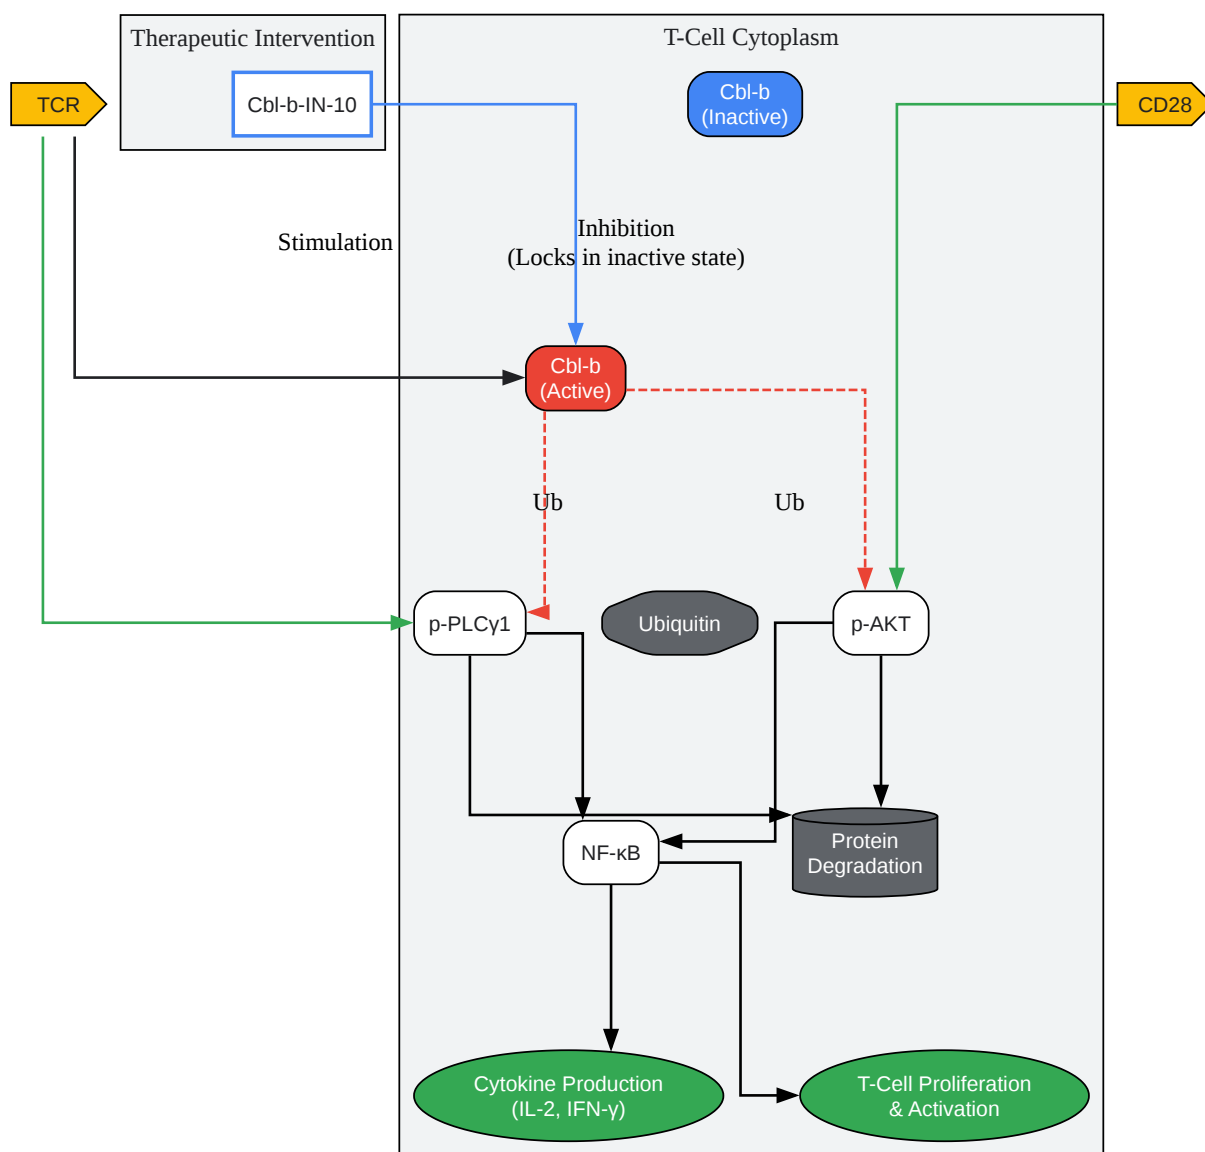 Therapeutic Intervention
T-Cell Cytoplasm
TCR
Cbl-b-IN-10
Cbl-b
(Inactive)
CD28
Stimulation
Inhibition
(Locks in inactive state)
Cbl-b
(Active)
Ub
Ub
p-PLCγ1
Ubiquitin
p-AKT
NF-κB
Protein
Degradation
Cytokine Production
(IL-2, IFN-γ)
T-Cell Proliferation
& Activation